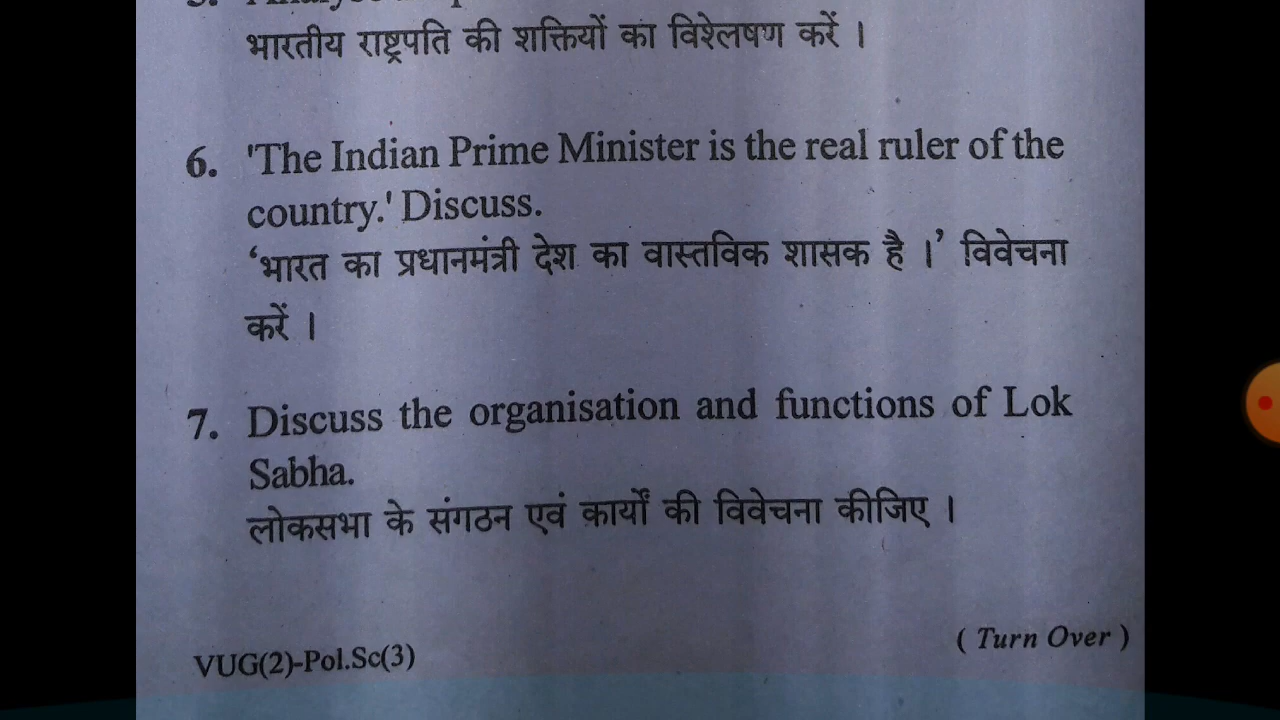 भारतीय राष्ट्रपति की शक्तियों का विश्लेषण करें ।
6. 'The Indian Prime Minister is the real ruler of the
country.' Discuss.
‘भारत का प्रधानमंत्री देश का वास्तविक शासक है ।’ विवेचना
करें ।
7. Discuss the organisation and functions of Lok
Sabha.
लोकसभा के संगठन एवं कार्यों की विवेचना कीजिए ।
( Turn Over )
VUG(2)-Pol.Sc(3)